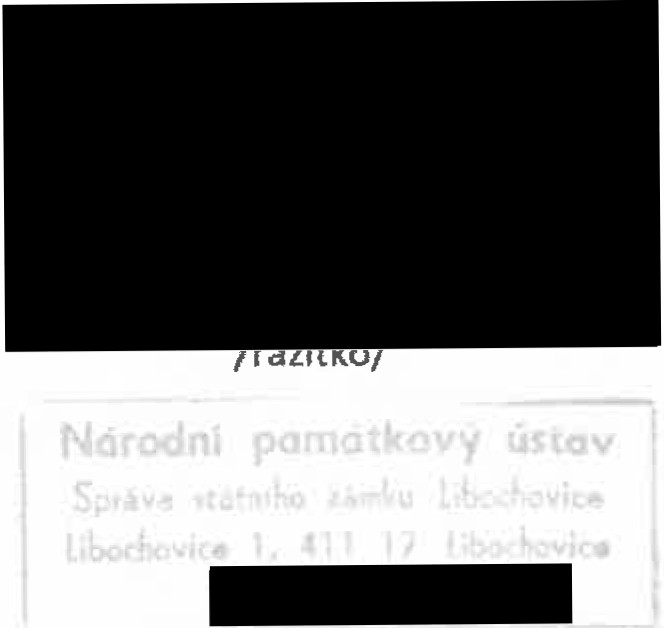 /razítko/
Národní památkový ústav
Správa státního zámku Libochovice
Libochovice 1, 411 17 Libochovice